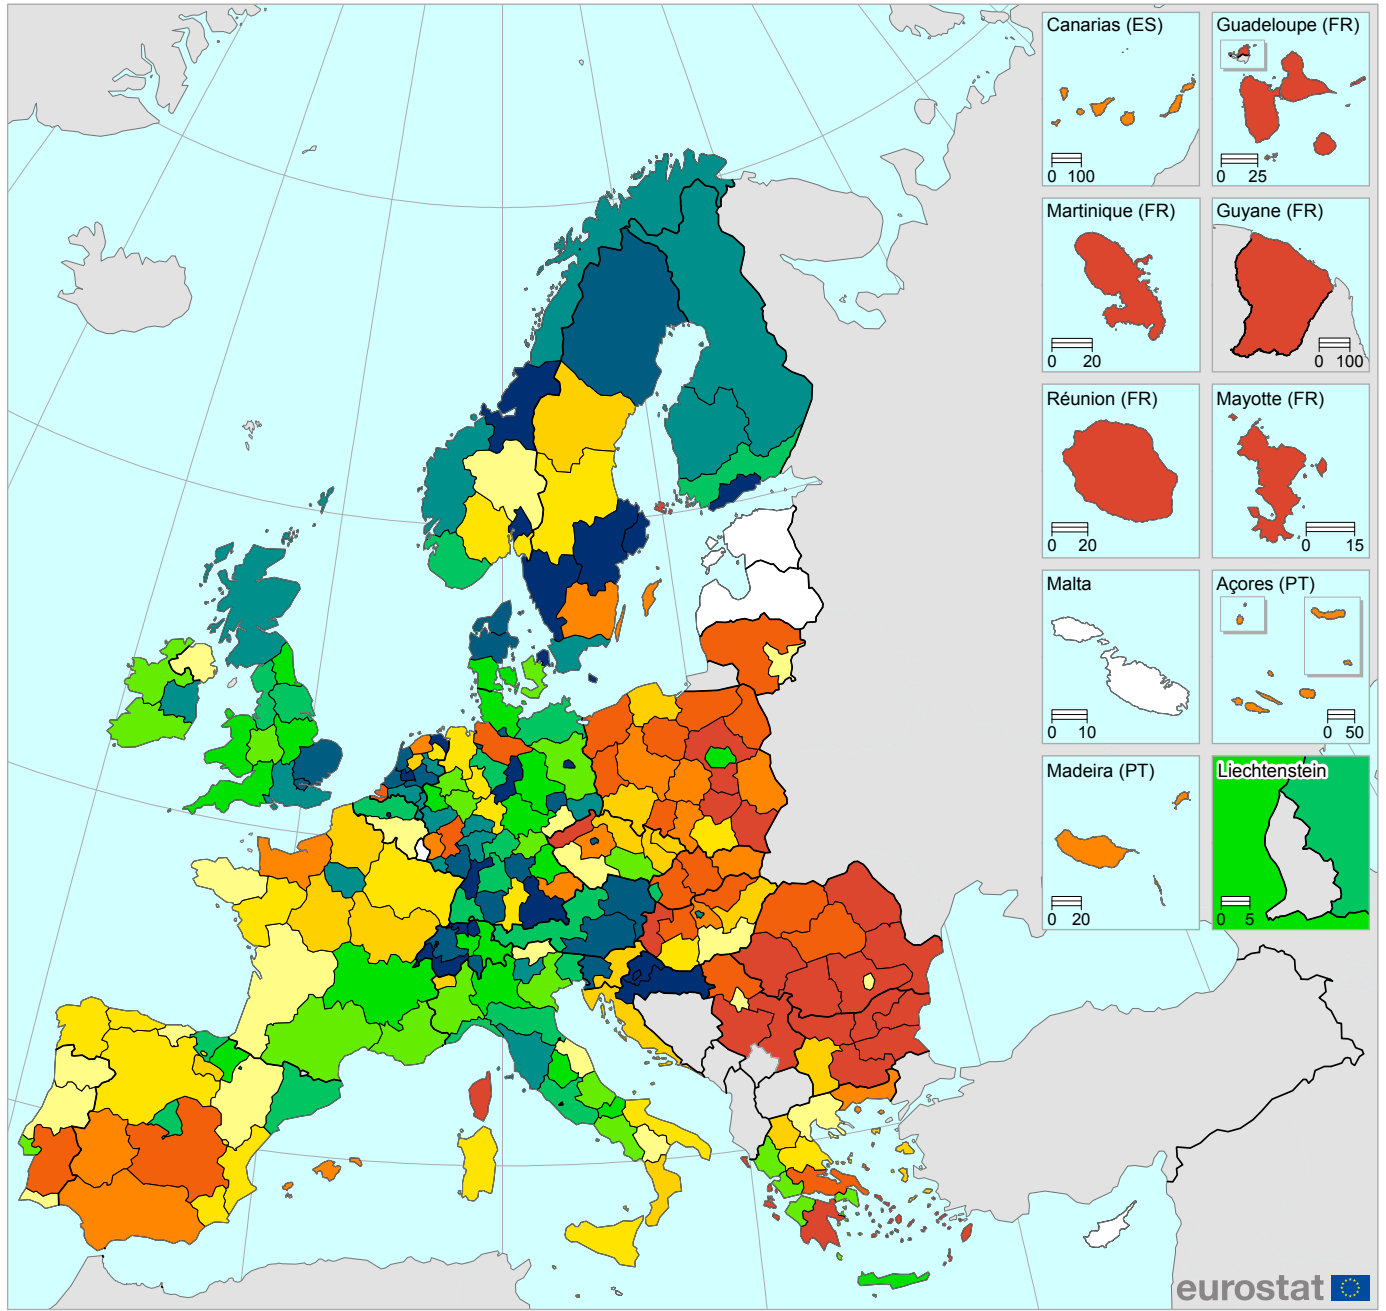 Canarias (ES)
0 100
Guadeloupe (FR)
0 25
Martinique (FR)
0 20
Guyane (FR)
0 100
Réunion (FR)
0 20
Mayotte (FR)
0 15
Malta
0 10
Açores (PT)
0 50
Madeira (PT)
0 20
Liechtenstein
0 5
eurostat